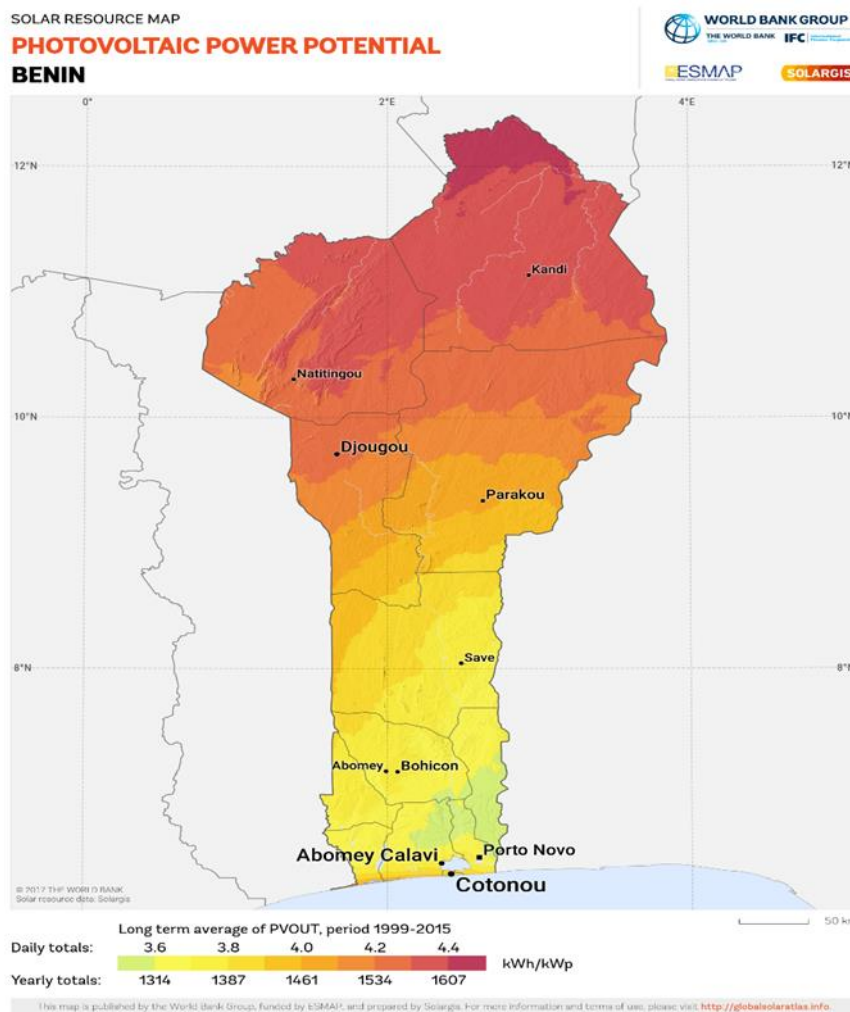 SOLAR RESOURCE MAP
PHOTOVOLTAIC POWER POTENTIAL
BENIN
WORLD BANK GROUP
THE WORLD BANK IFC
ESMAP
SOLARGIS
0° 2°E 4°E
12°N 12°N
Kandi
Natitingou
10°N 10°N
Djougou
Parakou
8°N 8°N
Save
Abomey Bohicon
Abomey Calavi Porto Novo
Cotonou
© 2017 THE WORLD BANK
Solar resource data: Solargis
50 k
Long term average of PVOUT, period 1999-2015
Daily totals: 3.6 3.8 4.0 4.2 4.4
kWh/kWp
Yearly totals: 1314 1387 1461 1534 1607
This map is published by the World Bank Group, funded by ESMAP, and prepared by Solargis. For more information and terms of use, please visit http://globalsolaratlas.info.